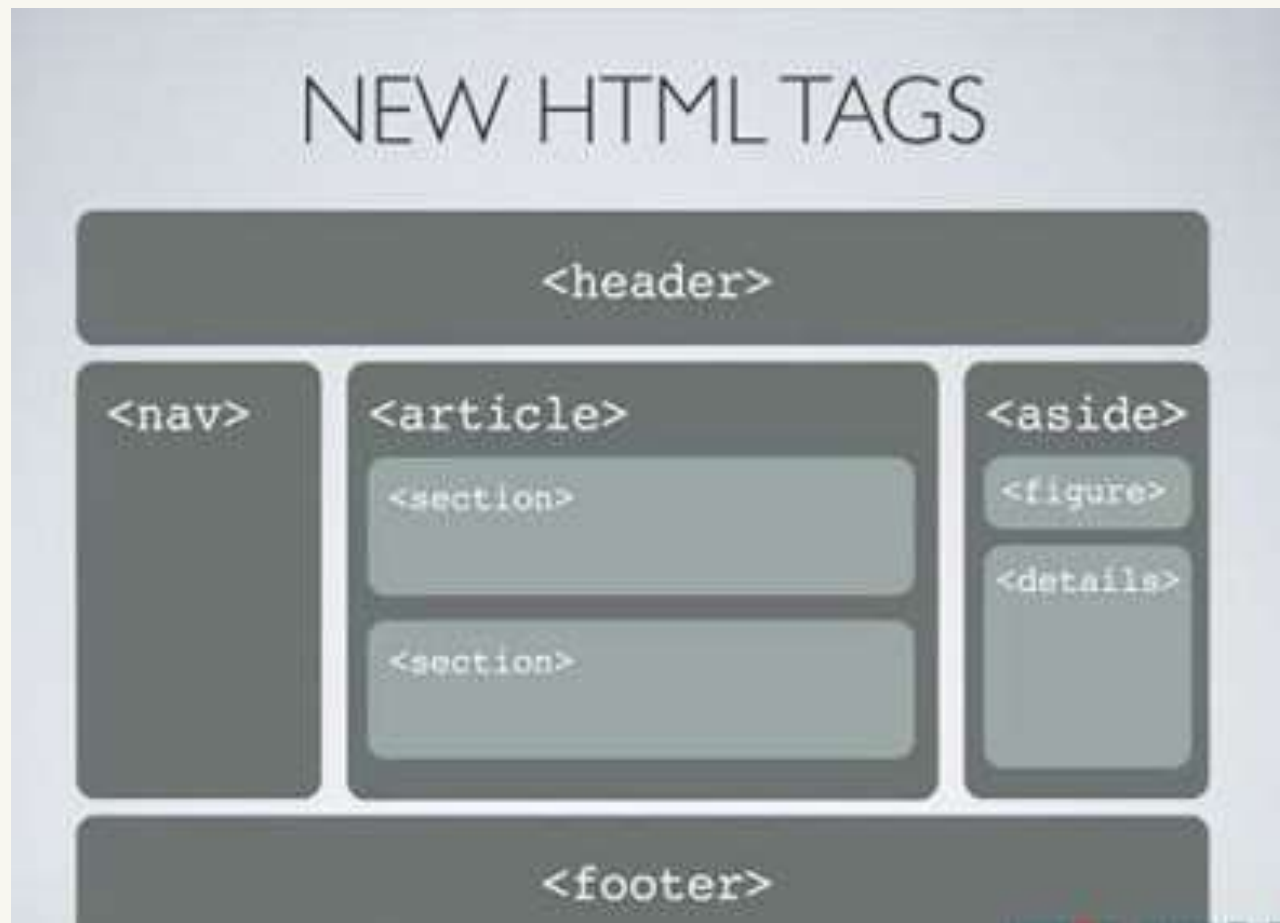 NEW HTML TAGS
<header>
<nav>
<article>
<section>
<section>
<aside>
<figure>
<details>
<footer>